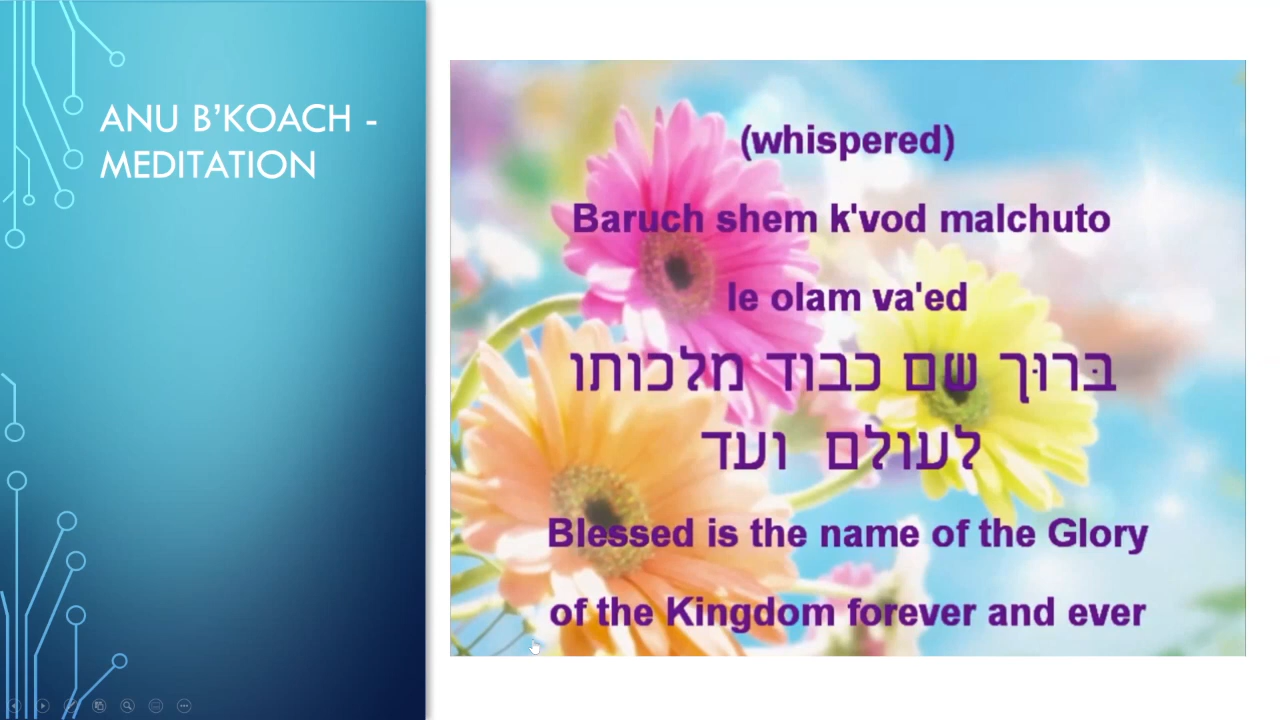 ANU B’KOACH -
MEDITATION
(whispered)
Baruch shem k'vod malchuto
le olam va'ed
בּרוּך שם כבוד מלכותו
לעולם ועד
Blessed is the name of the Glory
of the Kingdom forever and ever